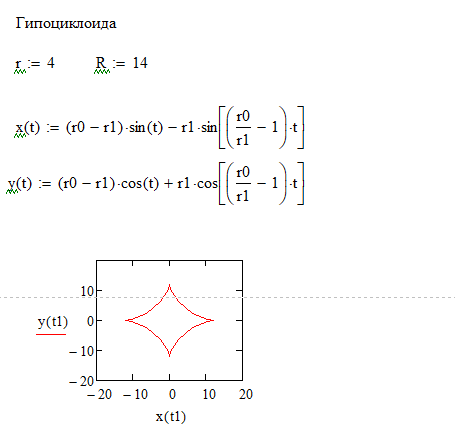 Гипоциклоида
r := 4 R := 14
x(t) := (r0 − r1)·sin(t) − r1·sin[(r0/r1 − 1)·t]
y(t) := (r0 − r1)·cos(t) + r1·cos[(r0/r1 − 1)·t]
10
y(t1) 0
− 10
− 20
− 20 − 10 0 10 20
x(t1)